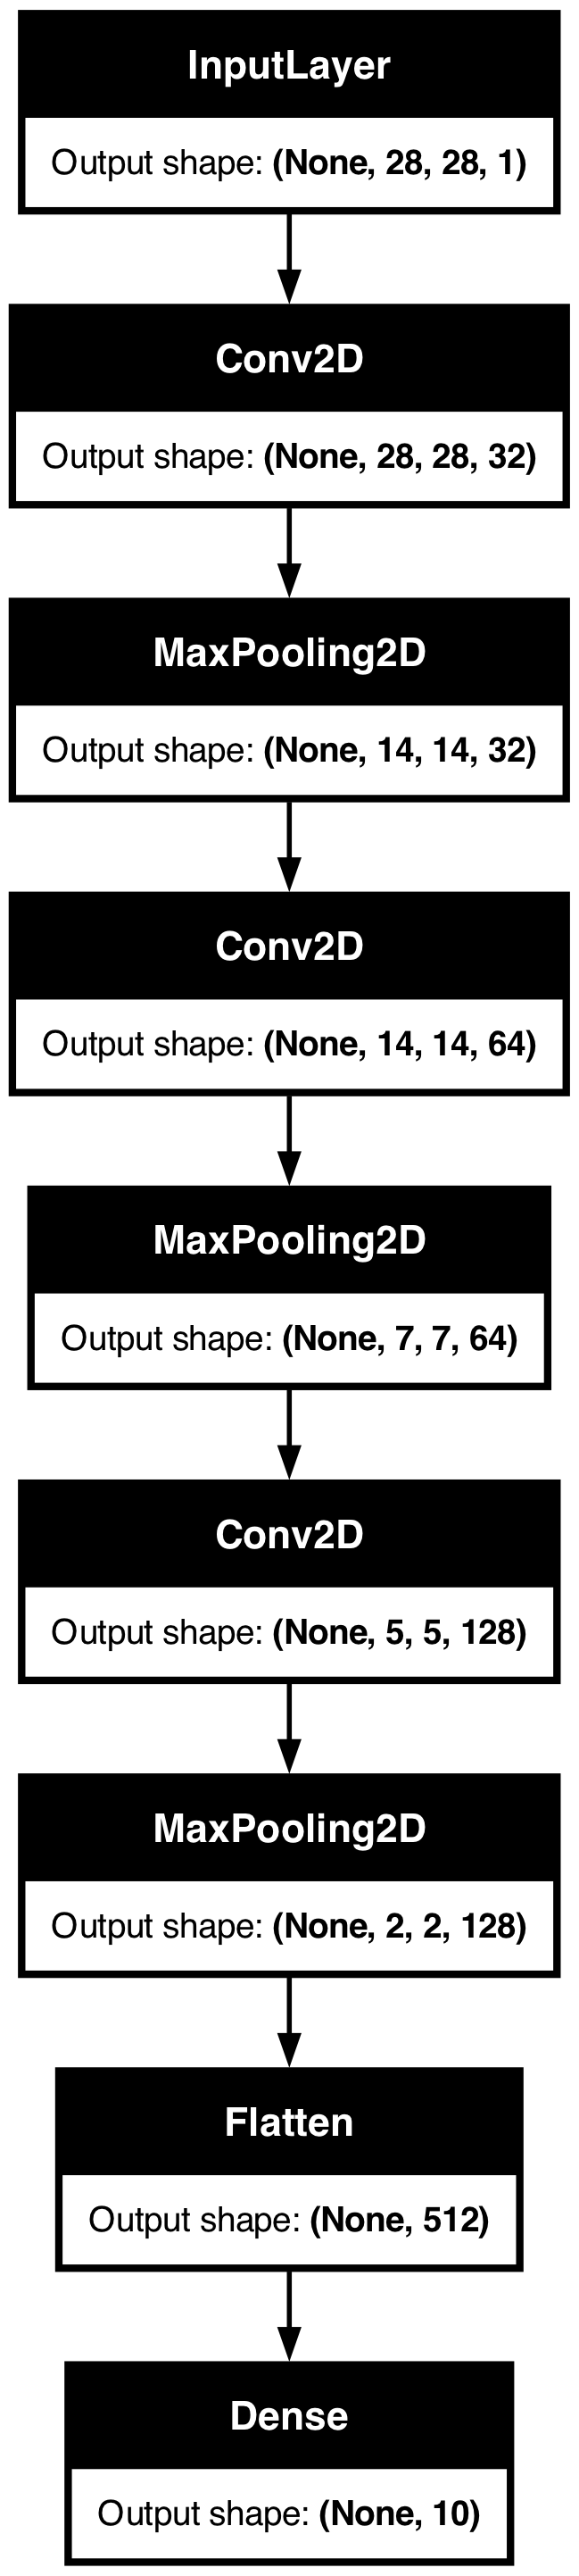 InputLayer
Output shape: (None, 28, 28, 1)
Conv2D
Output shape: (None, 28, 28, 32)
MaxPooling2D
Output shape: (None, 14, 14, 32)
Conv2D
Output shape: (None, 14, 14, 64)
MaxPooling2D
Output shape: (None, 7, 7, 64)
Conv2D
Output shape: (None, 5, 5, 128)
MaxPooling2D
Output shape: (None, 2, 2, 128)
Flatten
Output shape: (None, 512)
Dense
Output shape: (None, 10)